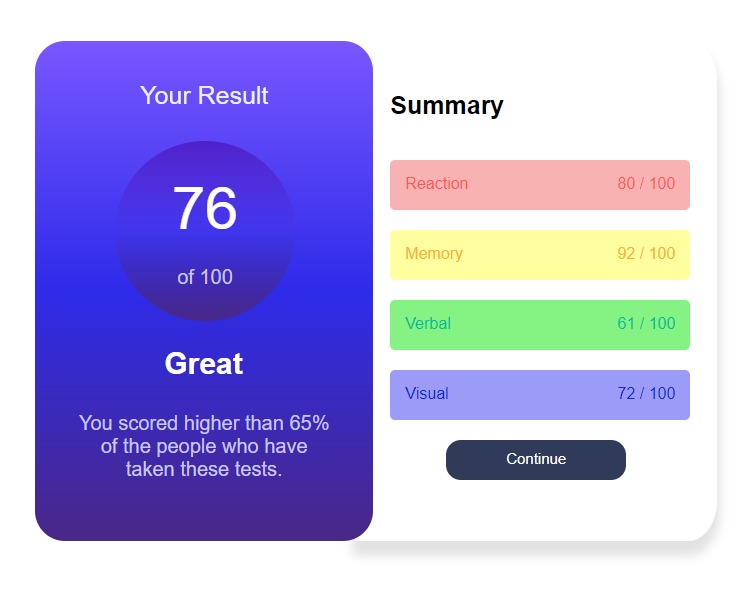 Your Result
76
of 100
Great
You scored higher than 65%
of the people who have
taken these tests.
Summary
Reaction 80 / 100
Memory 92 / 100
Verbal 61 / 100
Visual 72 / 100
Continue